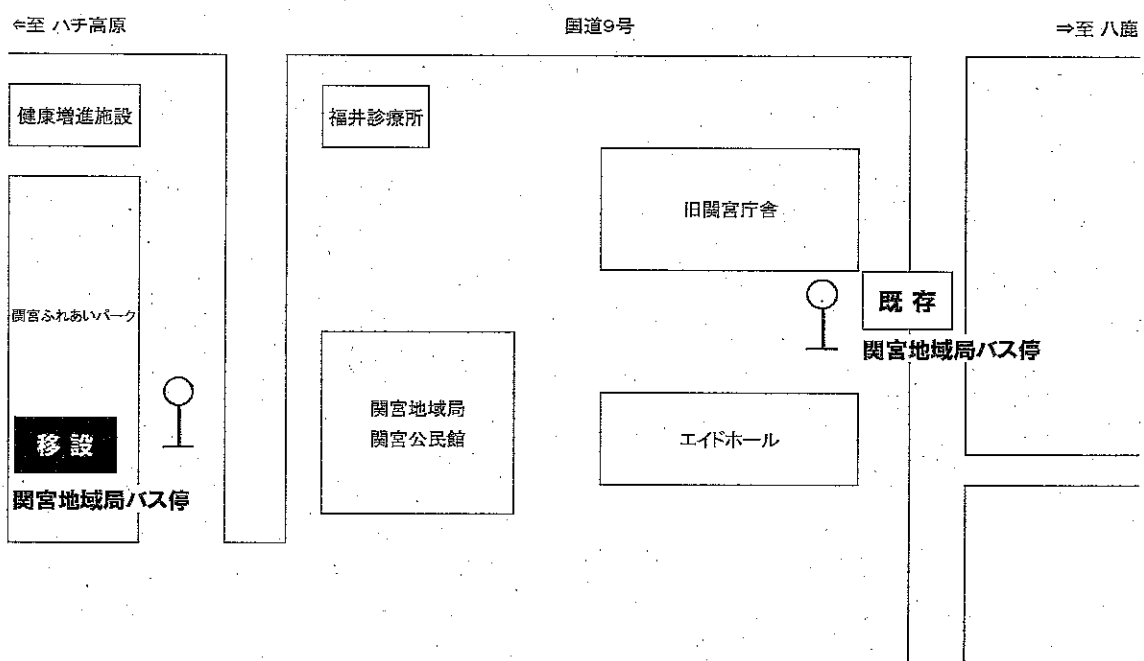 ⇐至 ハチ高原
国道9号
⇒至 八鹿
健康増進施設
福井診療所
旧関宮庁舎
関宮ふれあいパーク
既存
関宮地域局バス停
関宮地域局
関宮公民館
エイドホール
移設
関宮地域局バス停